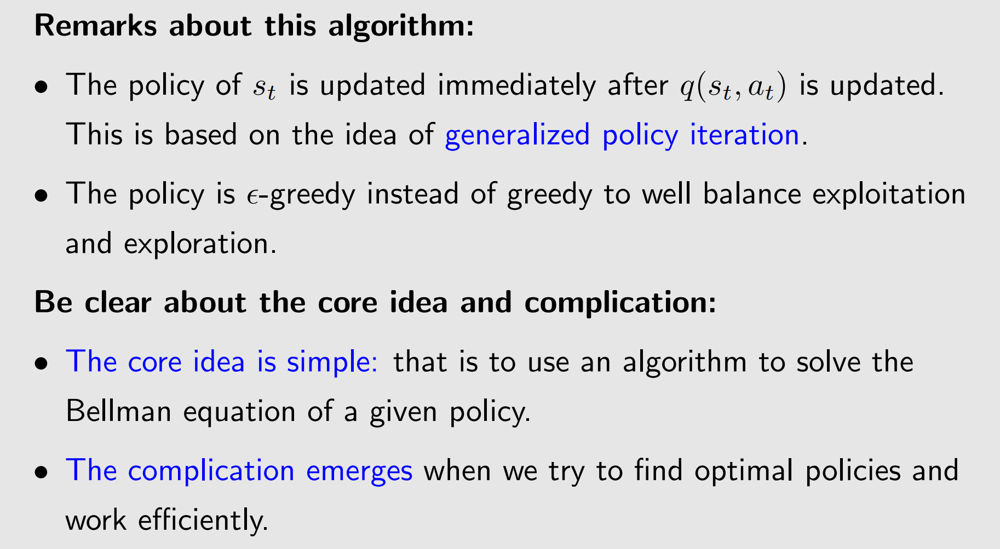 Remarks about this algorithm:
• The policy of $s_t$ is updated immediately after $q(s_t, a_t)$ is updated.
This is based on the idea of generalized policy iteration.
• The policy is $\epsilon$-greedy instead of greedy to well balance exploitation
and exploration.
Be clear about the core idea and complication:
• The core idea is simple: that is to use an algorithm to solve the
Bellman equation of a given policy.
• The complication emerges when we try to find optimal policies and
work efficiently.